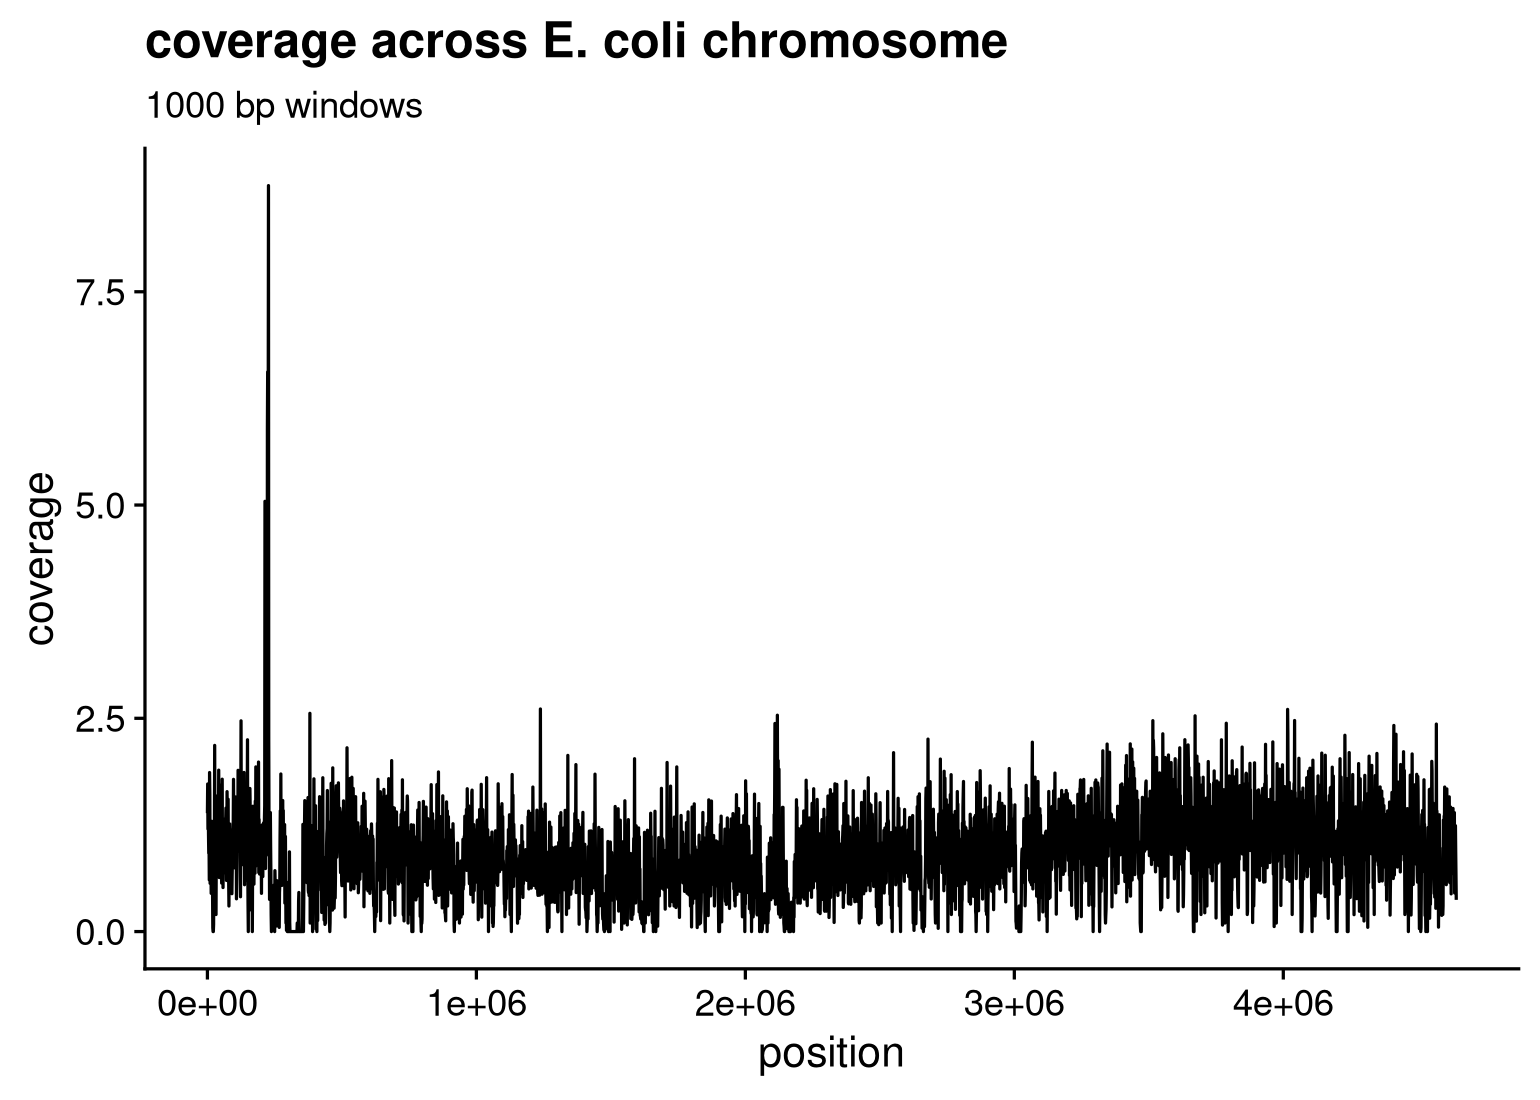 coverage across E. coli chromosome
1000 bp windows
coverage
7.5
5.0
2.5
0.0
0e+00 1e+06 2e+06 3e+06 4e+06
position